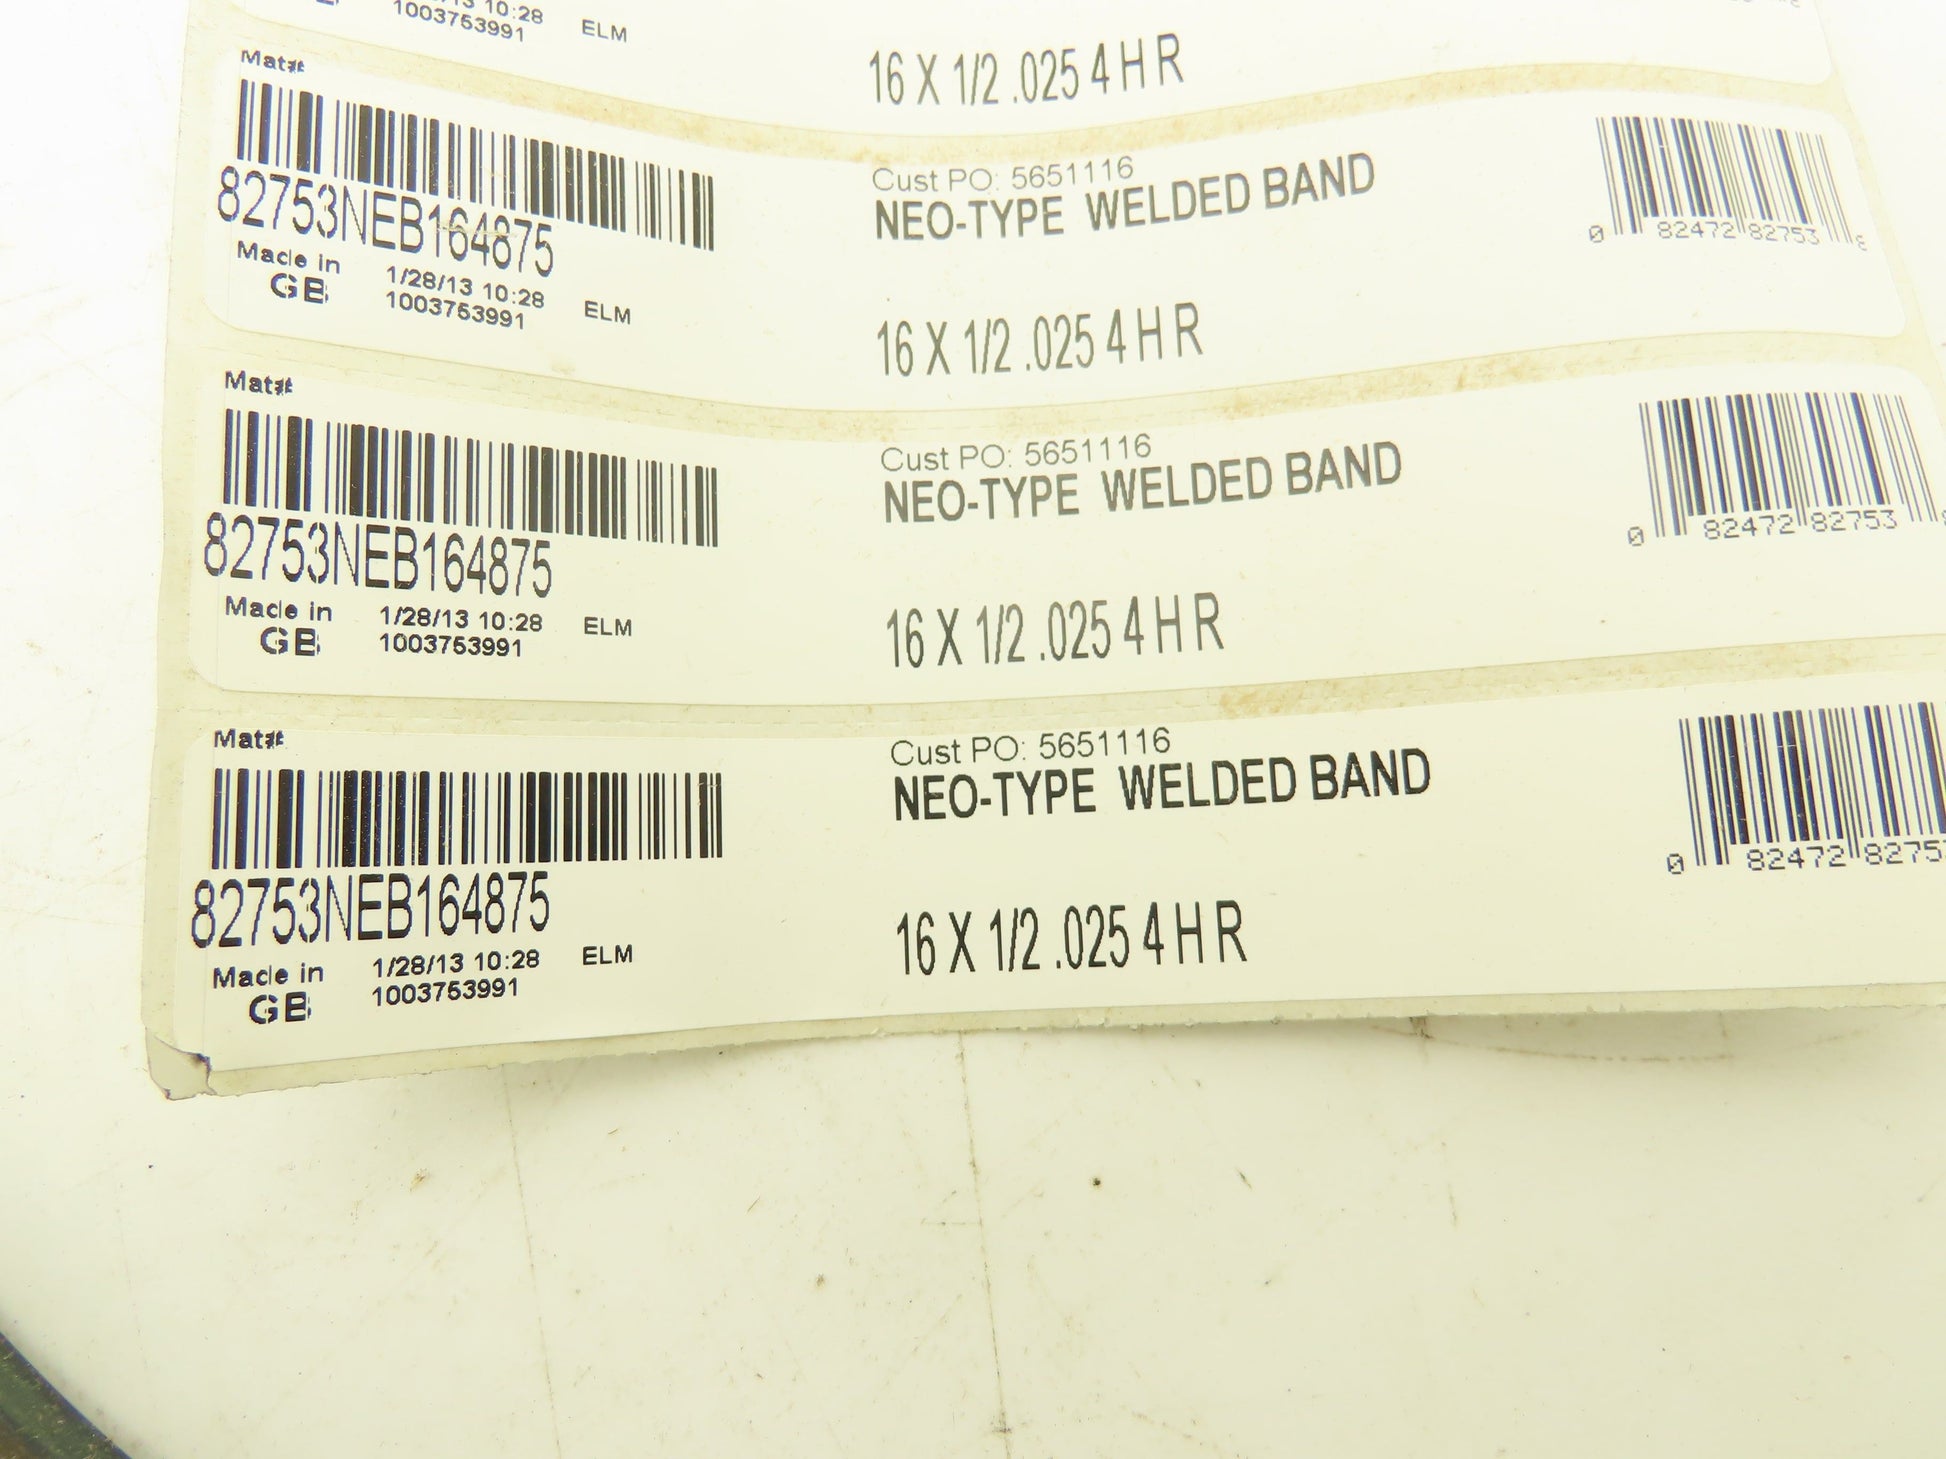 10:28
1003753991
ELM
16 X 1/2 .025 4 H R
Mat#
82753NEB164875
Made in
GB
1/28/13 10:28
1003753991
ELM
Cust PO: 5651116
NEO-TYPE WELDED BAND
16 X 1/2 .025 4 H R
0 82472 82753
Mat#
82753NEB164875
Made in
GB
1/28/13 10:28
1003753991
ELM
Cust PO: 5651116
NEO-TYPE WELDED BAND
16 X 1/2 .025 4 H R
0 82472 82753
Mat#
82753NEB164875
Made in
GB
1/28/13 10:28
1003753991
ELM
Cust PO: 5651116
NEO-TYPE WELDED BAND
16 X 1/2 .025 4 H R
0 82472 8275